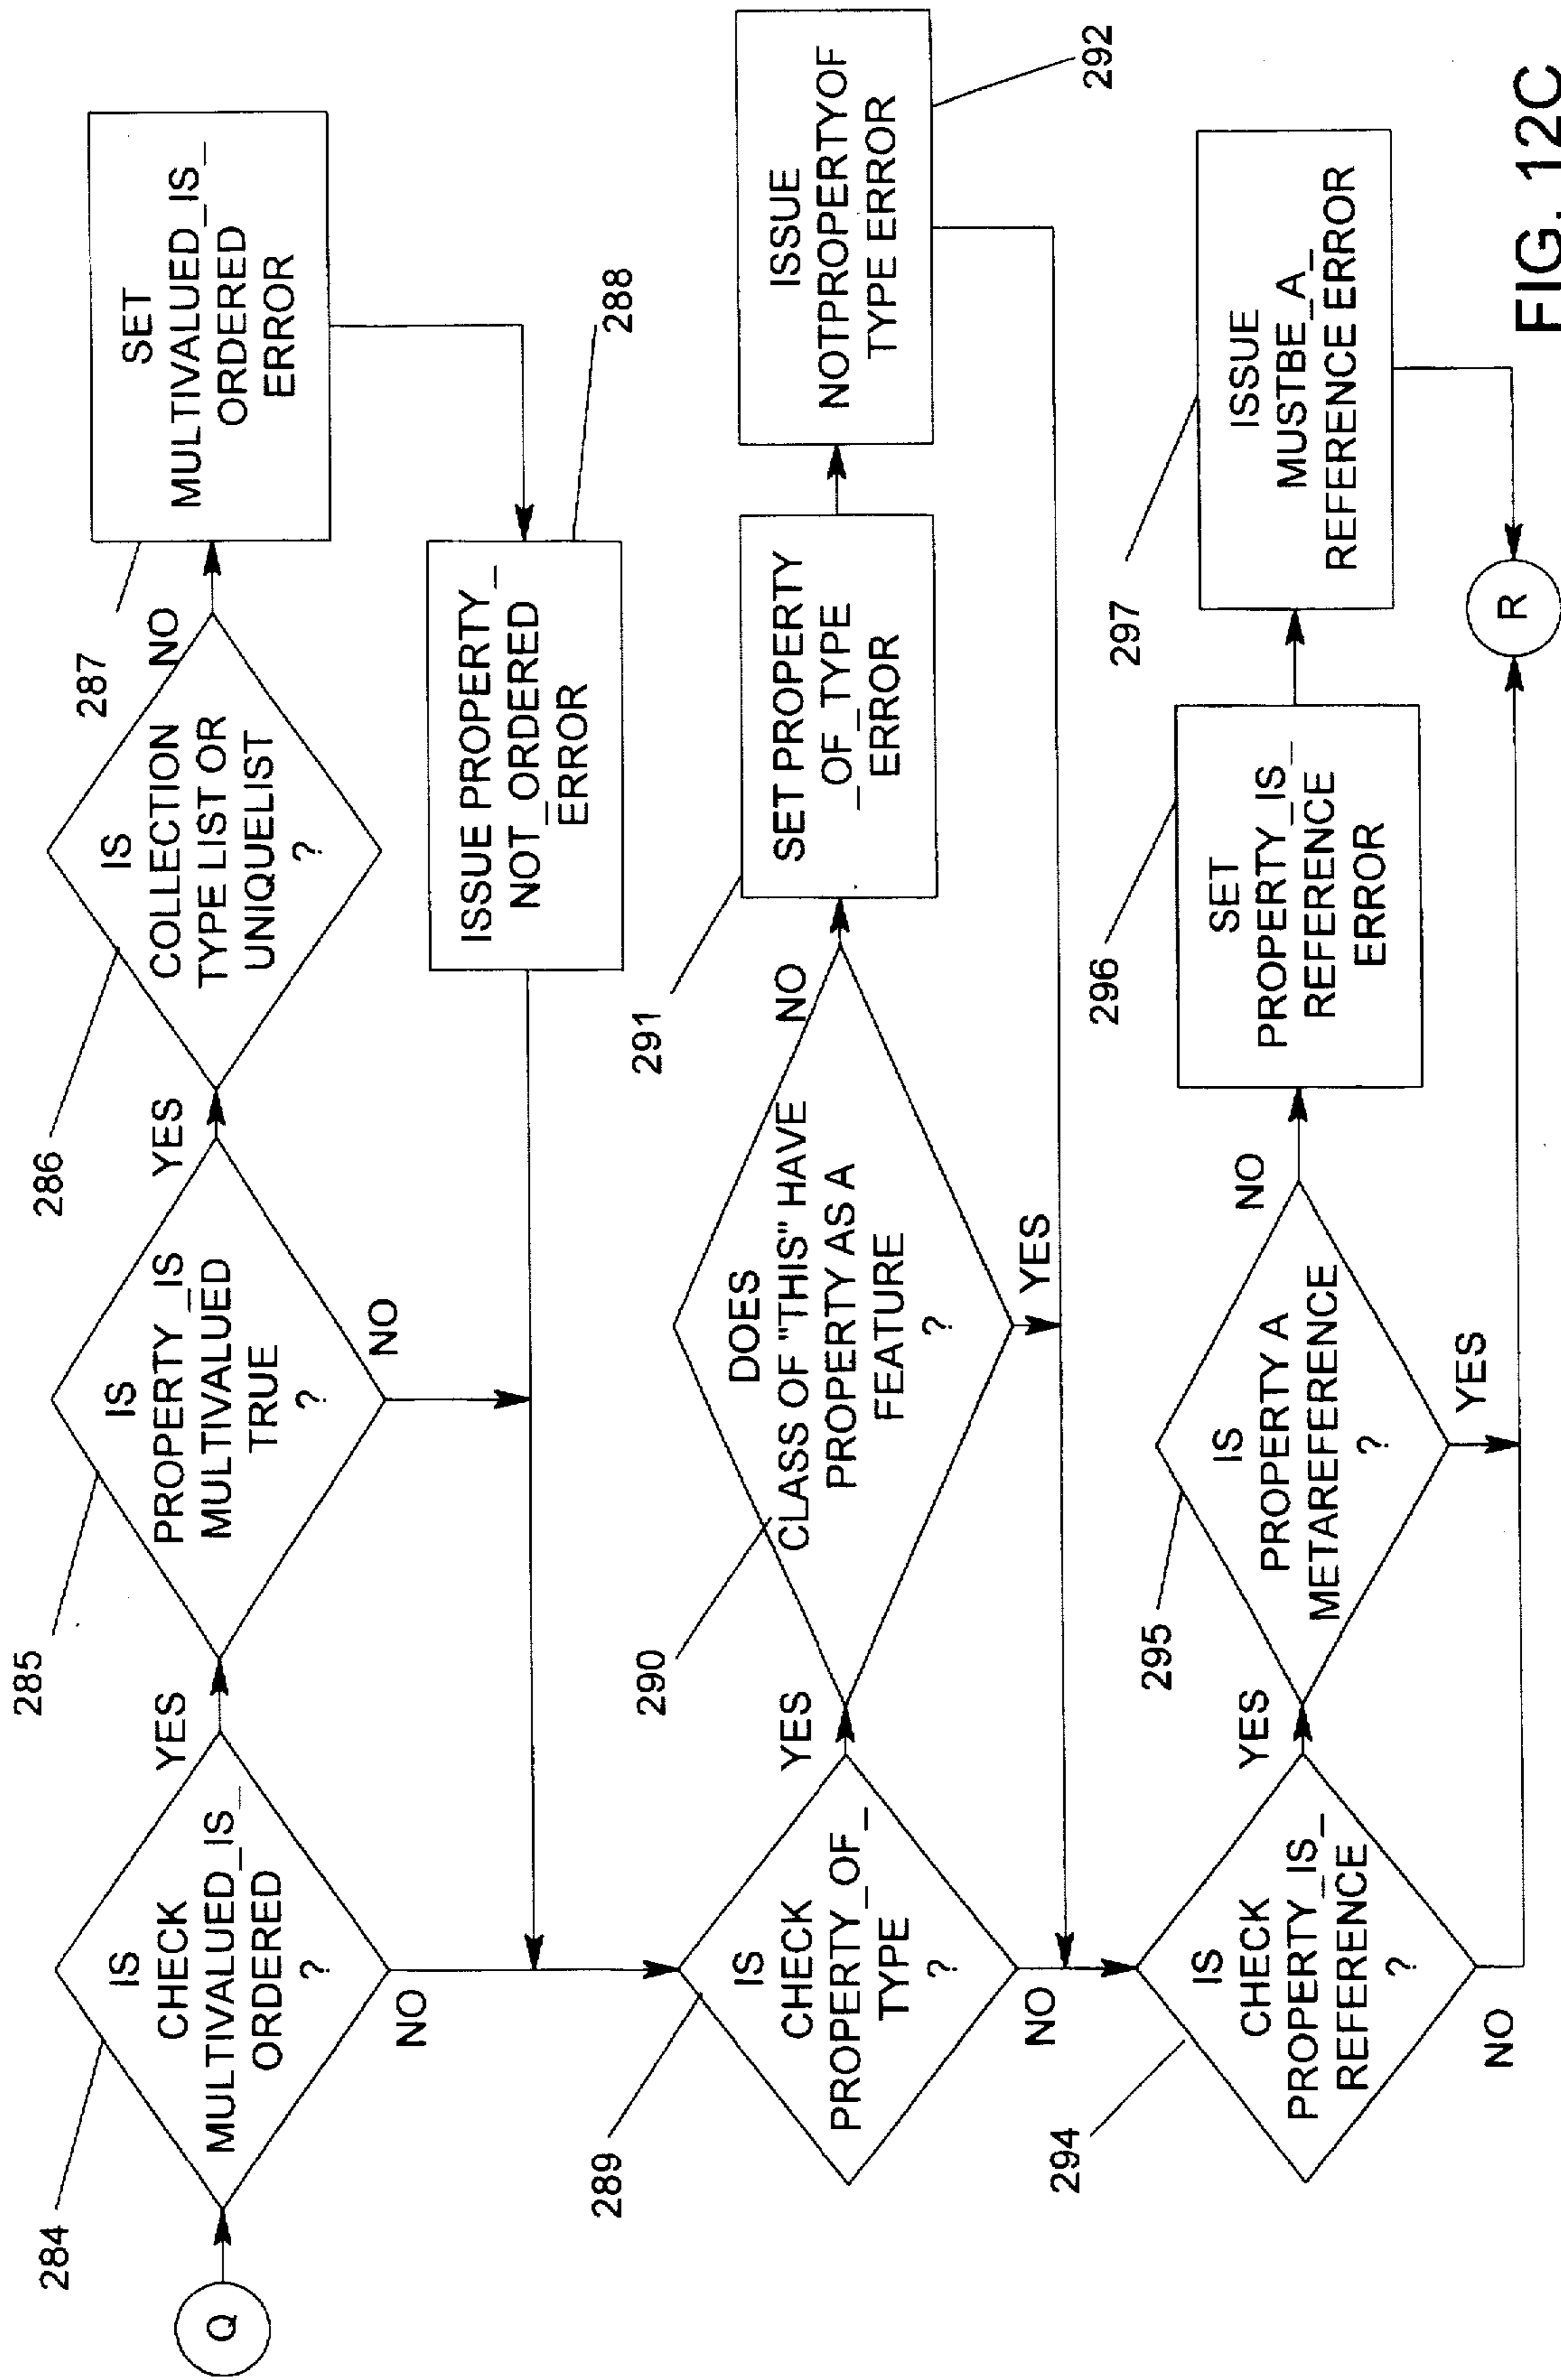 Q
284
IS
CHECK
MULTIVALUED_IS_
ORDERED
?
YES
NO
285
IS
PROPERTY_IS_
MULTIVALUED
TRUE
?
YES
NO
286
IS
COLLECTION
TYPE LIST OR
UNIQUELIST
?
NO
287
SET
MULTIVALUED_IS_
ORDERED
ERROR
288
ISSUE PROPERTY_
NOT_ORDERED
ERROR
289
IS
CHECK
PROPERTY_OF_
TYPE
?
YES
NO
290
DOES
CLASS OF "THIS" HAVE
PROPERTY AS A
FEATURE
?
NO
YES
291
SET PROPERTY
_OF_TYPE
ERROR
292
ISSUE
NOTPROPERTYOF
TYPE ERROR
294
IS
CHECK
PROPERTY_IS_
REFERENCE
?
YES
NO
295
IS
PROPERTY A
METAREFERENCE
?
NO
YES
296
SET
PROPERTY_IS_
REFERENCE
ERROR
297
ISSUE
MUSTBE_A_
REFERENCE ERROR
R
FIG. 12C